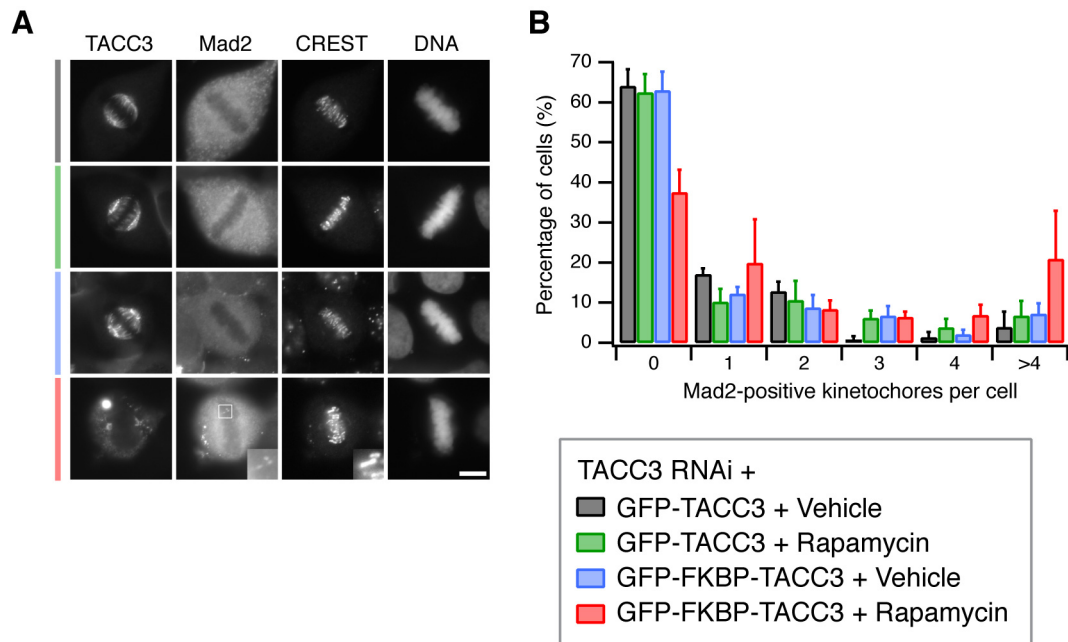 A
TACC3 Mad2 CREST DNA
B
Percentage of cells (%)
70
60
50
40
30
20
10
0
0 1 2 3 4 >4
Mad2-positive kinetochores per cell
TACC3 RNAi +
GFP-TACC3 + Vehicle
GFP-TACC3 + Rapamycin
GFP-FKBP-TACC3 + Vehicle
GFP-FKBP-TACC3 + Rapamycin